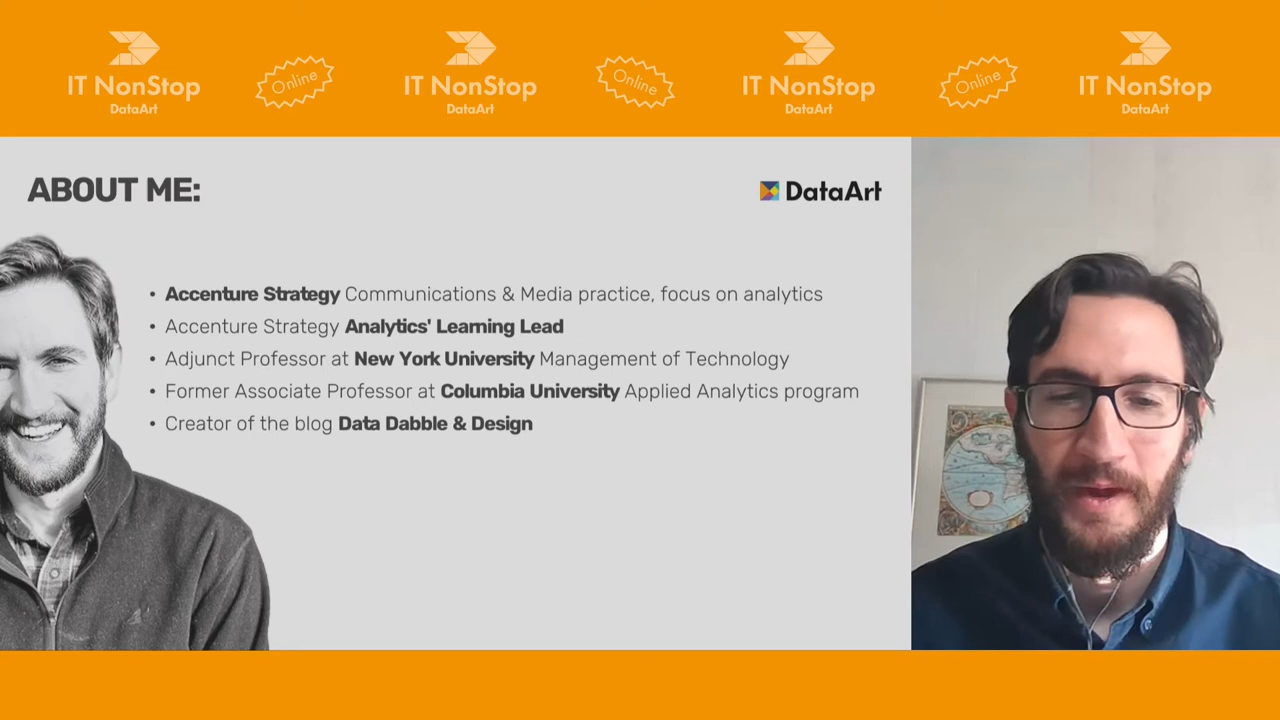 IT NonStop
DataArt
Online
IT NonStop
DataArt
Online
IT NonStop
DataArt
Online
IT NonStop
DataArt
ABOUT ME:
DataArt
• Accenture Strategy Communications & Media practice, focus on analytics
• Accenture Strategy Analytics' Learning Lead
• Adjunct Professor at New York University Management of Technology
• Former Associate Professor at Columbia University Applied Analytics program
• Creator of the blog Data Dabble & Design